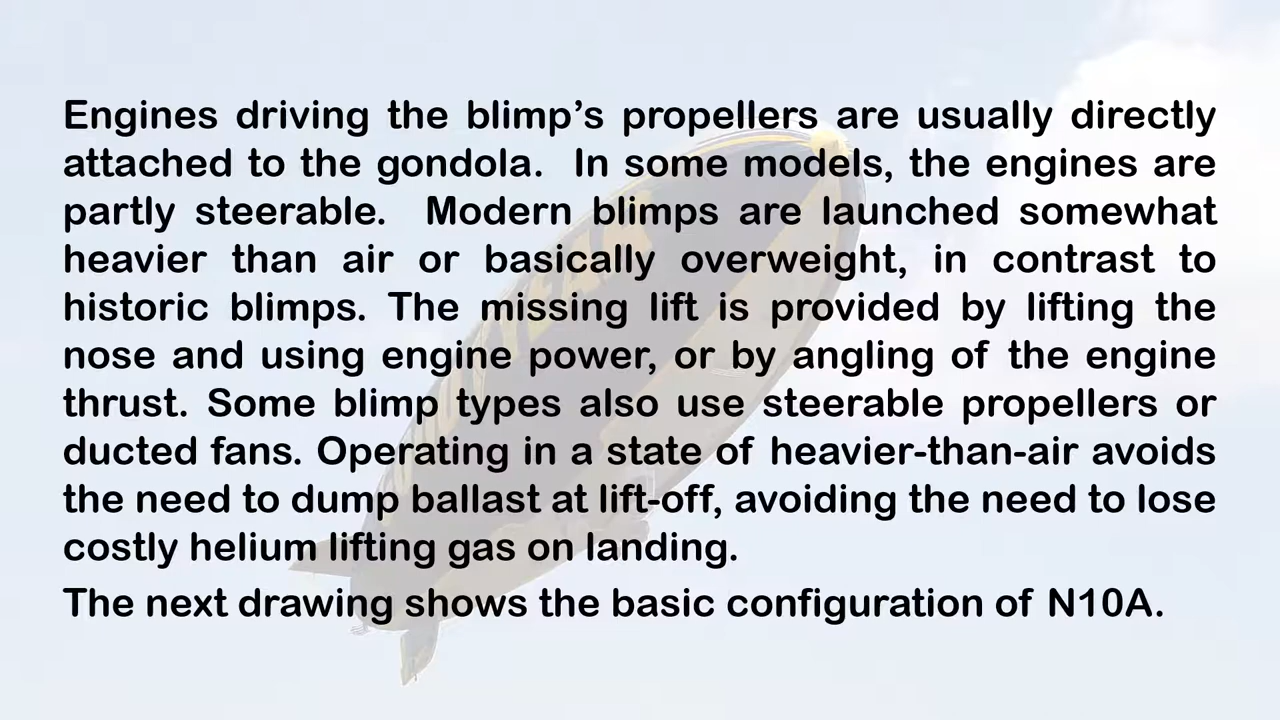 Engines driving the blimp’s propellers are usually directly
attached to the gondola.  In some models, the engines are
partly steerable.  Modern blimps are launched somewhat
heavier than air or basically overweight, in contrast to
historic blimps. The missing lift is provided by lifting the
nose and using engine power, or by angling of the engine
thrust. Some blimp types also use steerable propellers or
ducted fans. Operating in a state of heavier-than-air avoids
the need to dump ballast at lift-off, avoiding the need to lose
costly helium lifting gas on landing.
The next drawing shows the basic configuration of N10A.